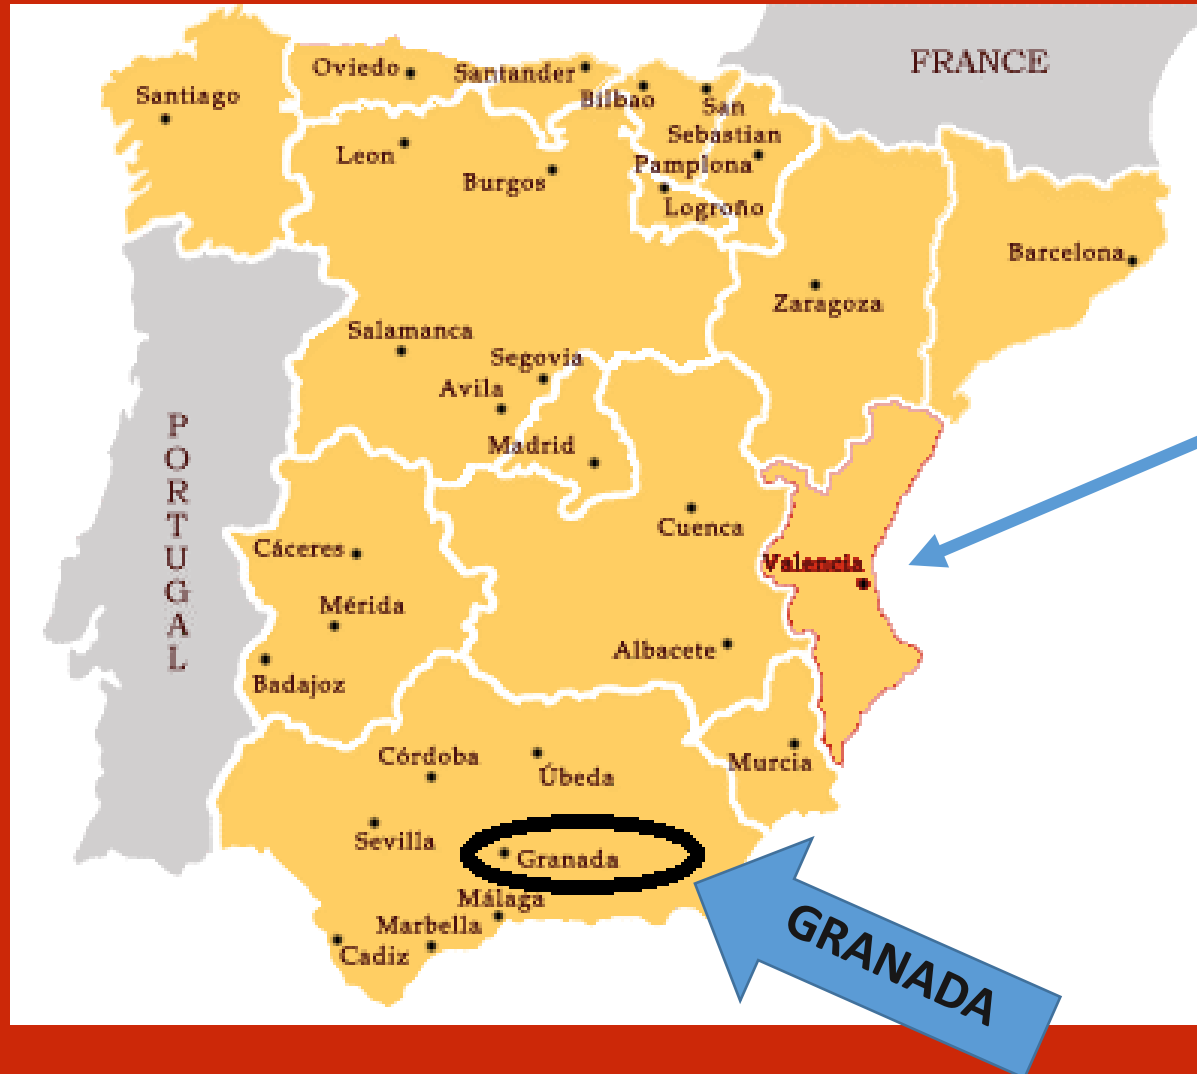 FRANCE
Oviedo
Santander
Bilbao
San
Sebastian
Santiago
Leon
Burgos
Pamplona
Logroño
Barcelona
Zaragoza
Salamanca
Segovia
Avila
Madrid
PORTUGAL
Cuenca
Cáceres
Valencia
Mérida
Albacete
Badajoz
Córdoba
Úbeda
Murcia
Sevilla
Granada
Málaga
Marbella
Cadiz
GRANADA